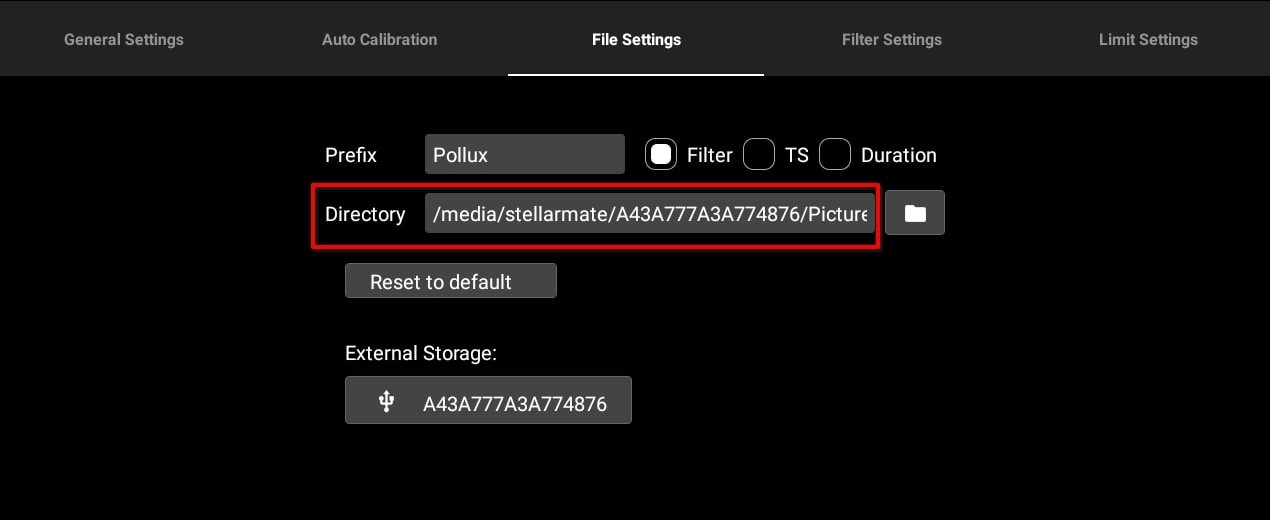 General Settings Auto Calibration File Settings Filter Settings Limit Settings
Prefix Pollux Filter TS Duration
Directory /media/stellarmate/A43A777A3A774876/Picture
Reset to default
External Storage:
A43A777A3A774876